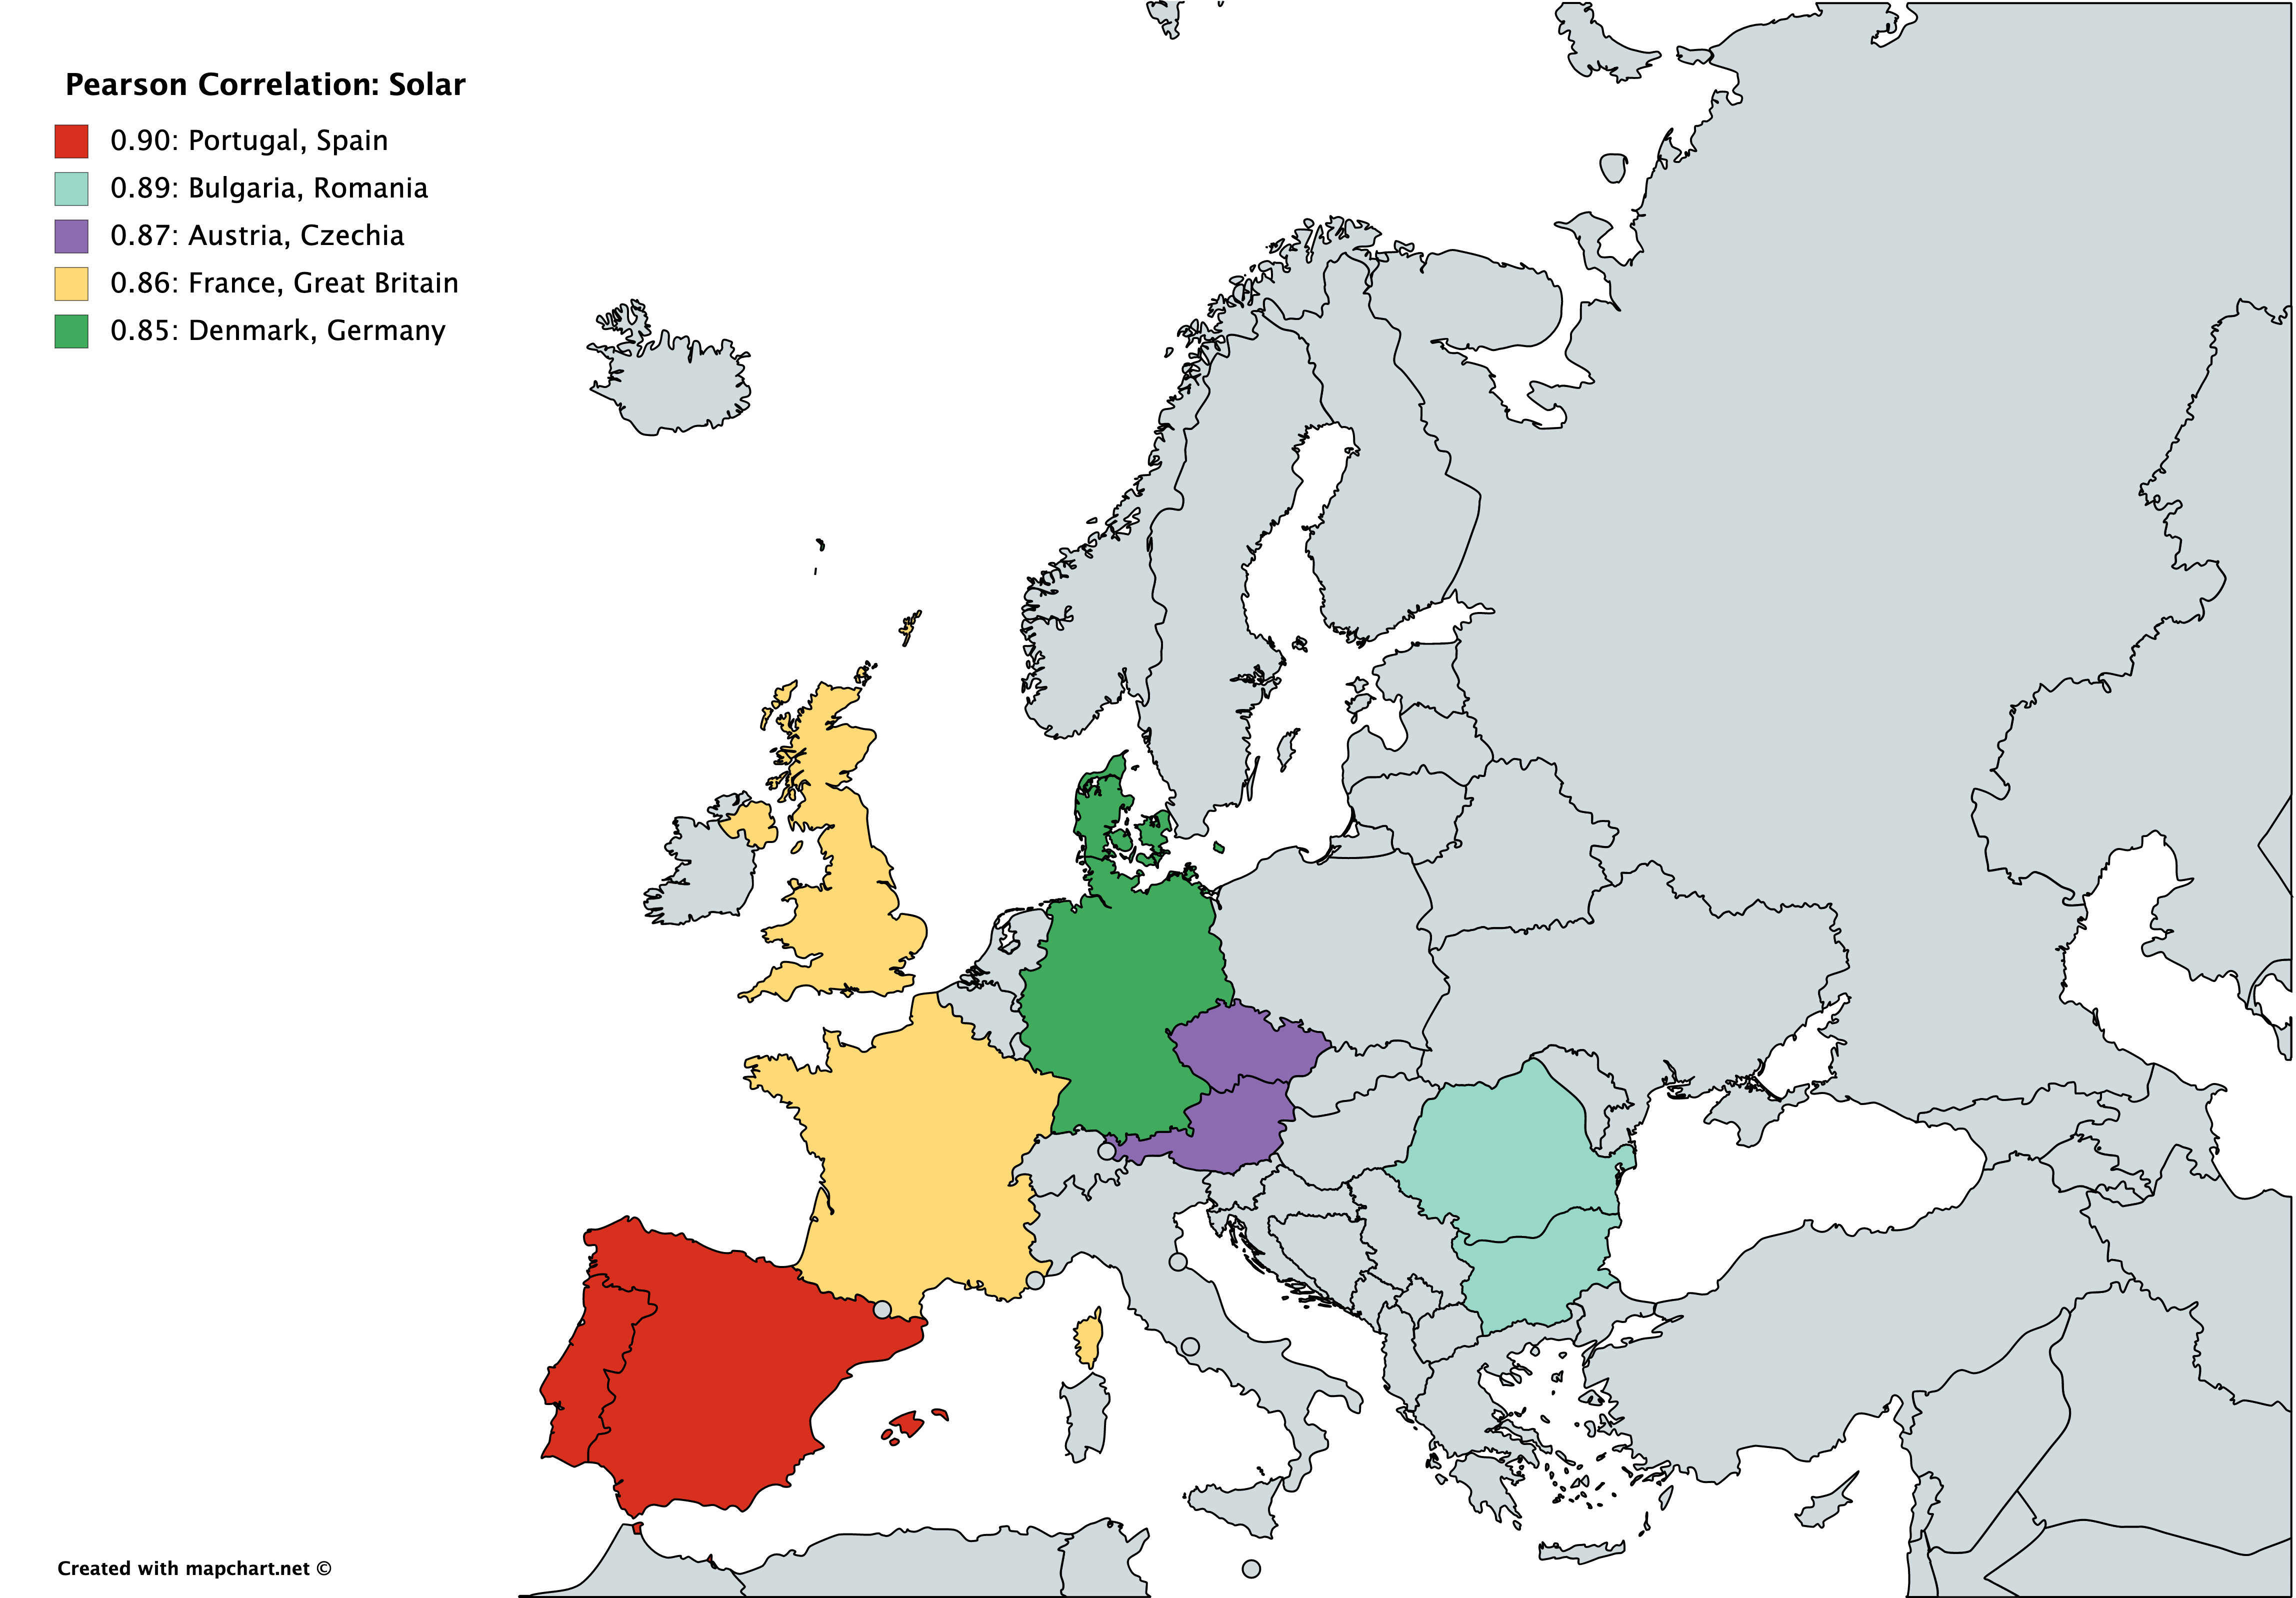 Pearson Correlation: Solar
0.90: Portugal, Spain
0.89: Bulgaria, Romania
0.87: Austria, Czechia
0.86: France, Great Britain
0.85: Denmark, Germany
Created with mapchart.net ©